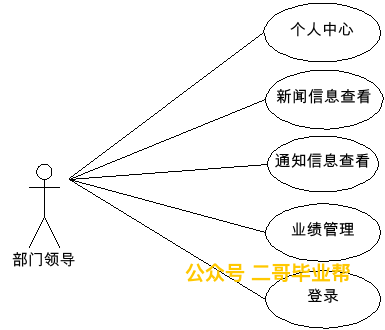 个人中心
新闻信息查看
通知信息查看
业绩管理
部门领导
公众号 二哥毕业帮
登录